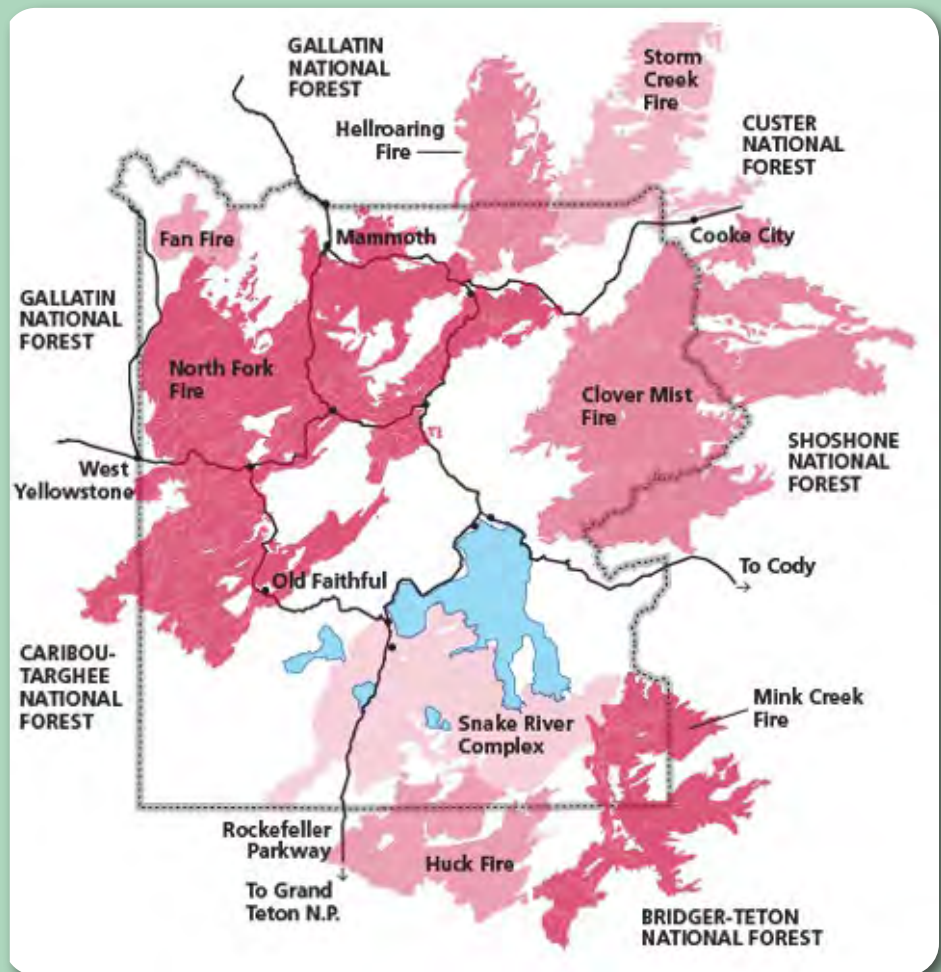 GALLATIN
NATIONAL
FOREST
Storm
Creek
Fire
Hellroaring
Fire
CUSTER
NATIONAL
FOREST
Fan Fire
Mammoth
Cooke City
GALLATIN
NATIONAL
FOREST
North Fork
Fire
Clover Mist
Fire
SHOSHONE
NATIONAL
FOREST
West
Yellowstone
To Cody
Old Faithful
CARIBOU-
TARGHEE
NATIONAL
FOREST
Mink Creek
Fire
Snake River
Complex
Rockefeller
Parkway
Huck Fire
To Grand
Teton N.P.
BRIDGER-TETON
NATIONAL FOREST